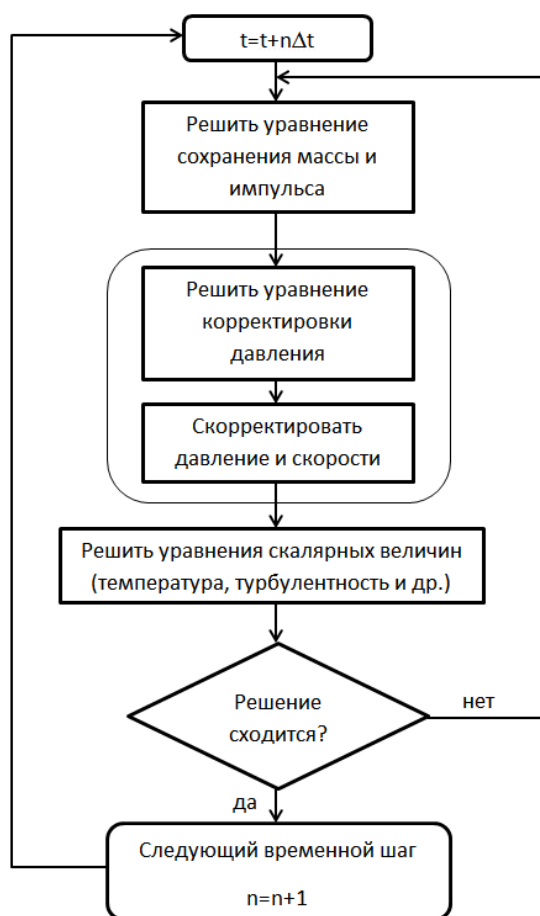 t=t+nΔt
Решить уравнение
сохранения массы и
импульса
Решить уравнение
корректировки
давления
Скорректировать
давление и скорости
Решить уравнения скалярных величин
(температура, турбулентность и др.)
Решение
сходится?
нет
да
Следующий временной шаг
n=n+1